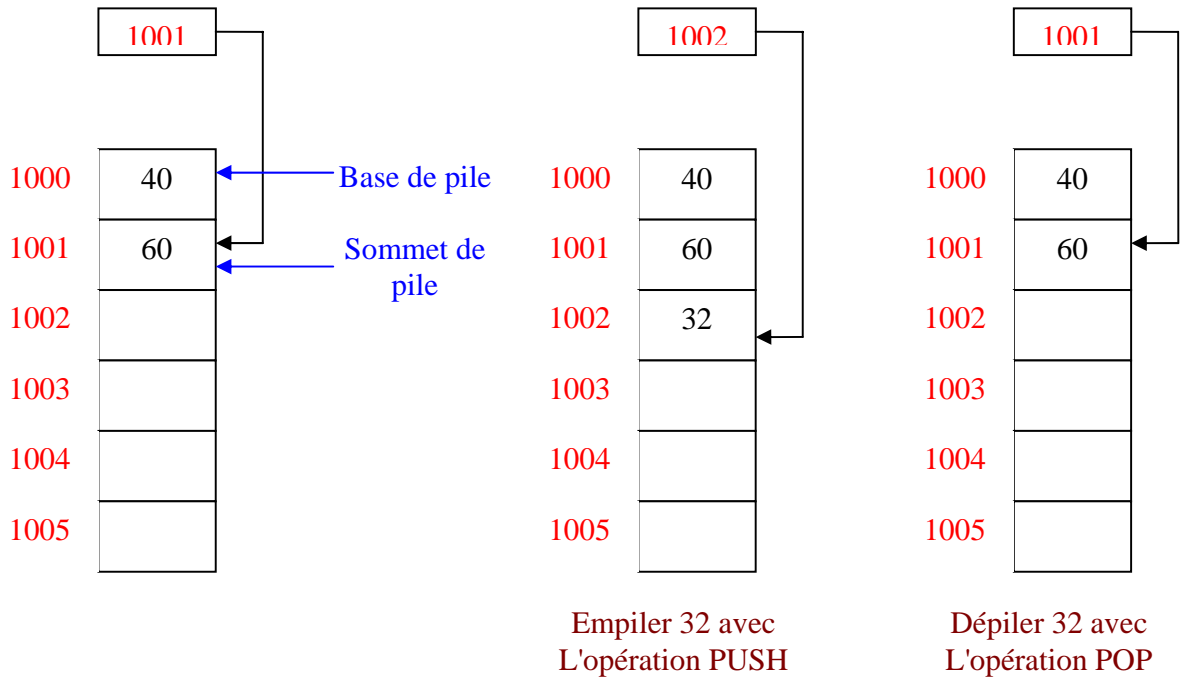 1001
1002
1001
1000 40 Base de pile 1000 40 1000 40
1001 60 Sommet de pile 1001 60 1001 60
1002 1002 32 1002
1003 1003 1003
1004 1004 1004
1005 1005 1005
Empiler 32 avec
L'opération PUSH
Dépiler 32 avec
L'opération POP